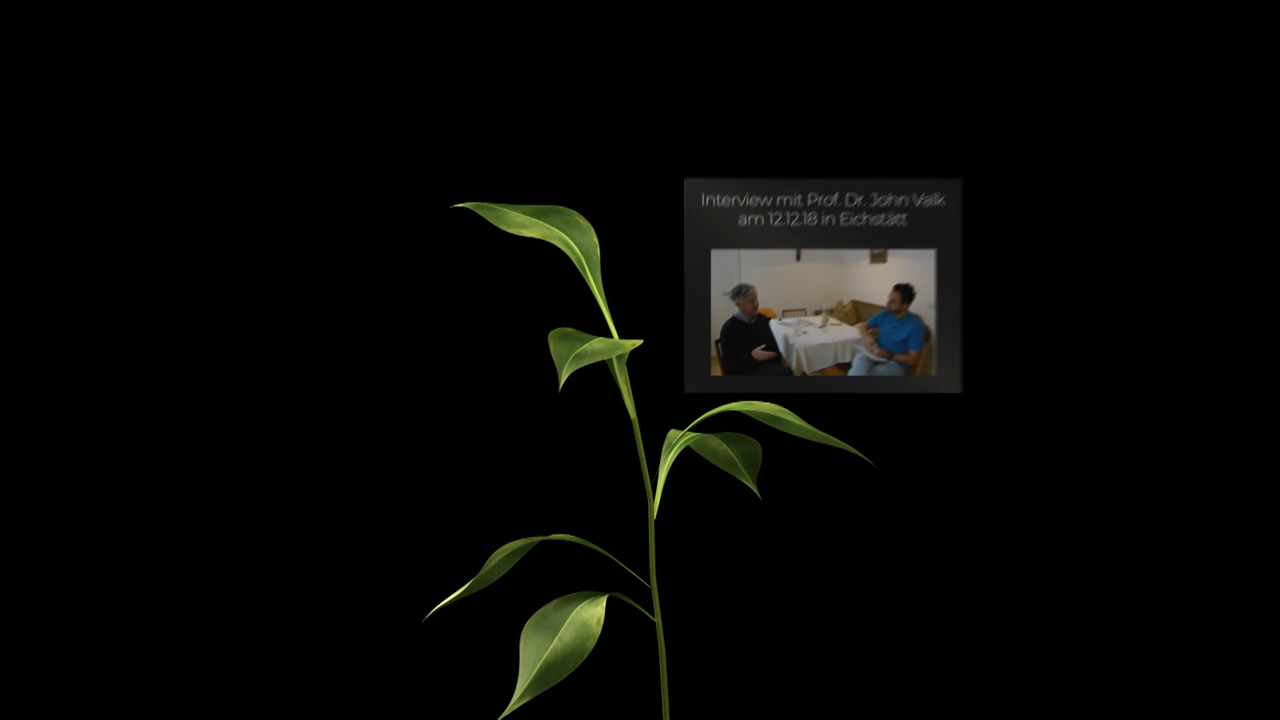 Interview mit Prof. Dr. John Valk
am 12.12.18 in Eichstätt